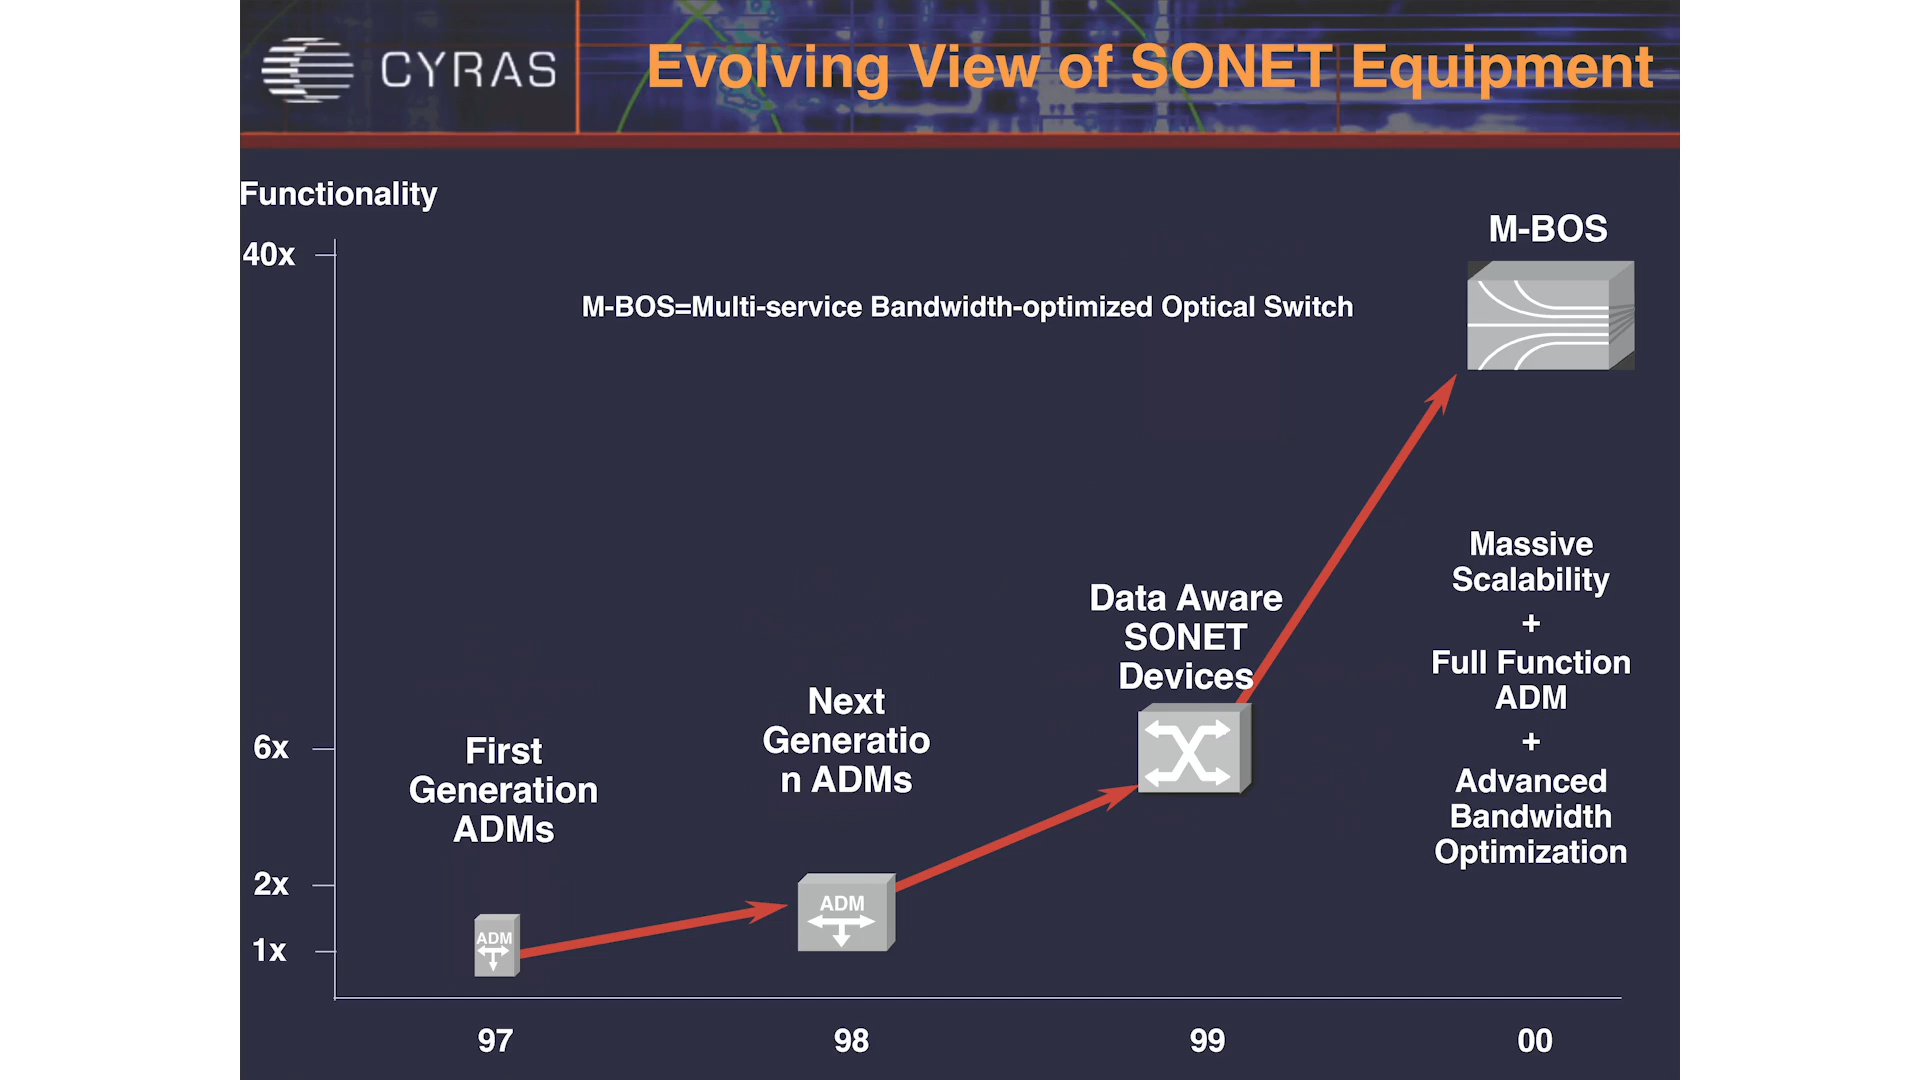 CYRAS
Evolving View of SONET Equipment
Functionality
40x
M-BOS
M-BOS=Multi-service Bandwidth-optimized Optical Switch
Massive
Scalability
+
Full Function
ADM
+
Advanced
Bandwidth
Optimization
Data Aware
SONET
Devices
Next
Generatio
n ADMs
First
Generation
ADMs
6x
2x
1x
ADM
ADM
97
98
99
00